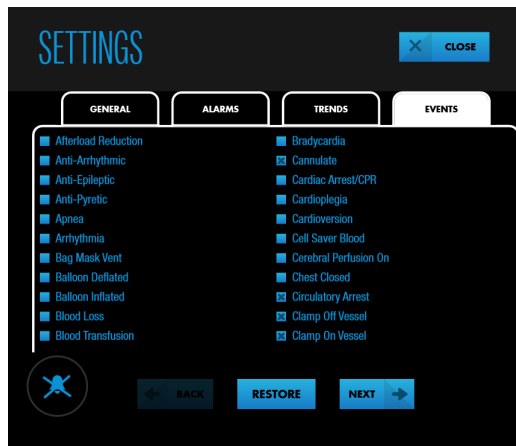 SETTINGS
CLOSE
GENERAL
ALARMS
TRENDS
EVENTS
Afterload Reduction
Anti-Arrhythmic
Anti-Epileptic
Anti-Pyretic
Apnea
Arrhythmia
Bag Mask Vent
Balloon Deflated
Balloon Inflated
Blood Loss
Blood Transfusion
Bradycardia
Cannulate
Cardiac Arrest/CPR
Cardioplegia
Cardioversion
Cell Saver Blood
Cerebral Perfusion On
Chest Closed
Circulatory Arrest
Clamp Off Vessel
Clamp On Vessel
BACK
RESTORE
NEXT